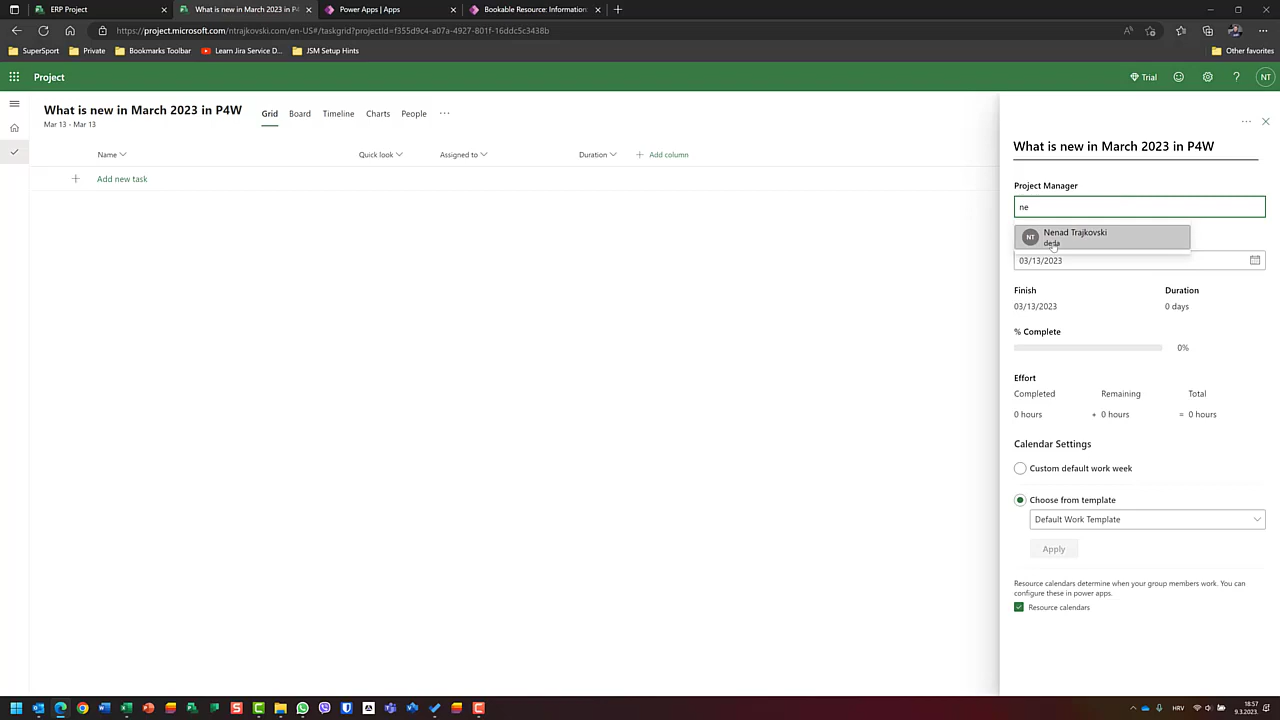 ERP Project
What is new in March 2023 in P4W
Power Apps | Apps
Bookable Resource: Information
https://project.microsoft.com/ntrajkovski.com/en-US#/taskgrid?projectId=f355d9c4-a07a-4927-801f-16ddc5c3438b
SuperSport
Private
Bookmarks Toolbar
Learn Jira Service D...
JSM Setup Hints
Other favorites
Project
Trial
NT
What is new in March 2023 in P4W
Mar 13 - Mar 13
Grid
Board
Timeline
Charts
People
Name
Quick look
Assigned to
Duration
Add column
Add new task
What is new in March 2023 in P4W
Project Manager
ne
NT
Nenad Trajkovski
deda
03/13/2023
Finish
Duration
03/13/2023
0 days
% Complete
0%
Effort
Completed
Remaining
Total
0 hours
+ 0 hours
= 0 hours
Calendar Settings
Custom default work week
Choose from template
Default Work Template
Apply
Resource calendars determine when your group members work. You can
configure these in power apps.
Resource calendars
HRV
18.57
9.3.2023.